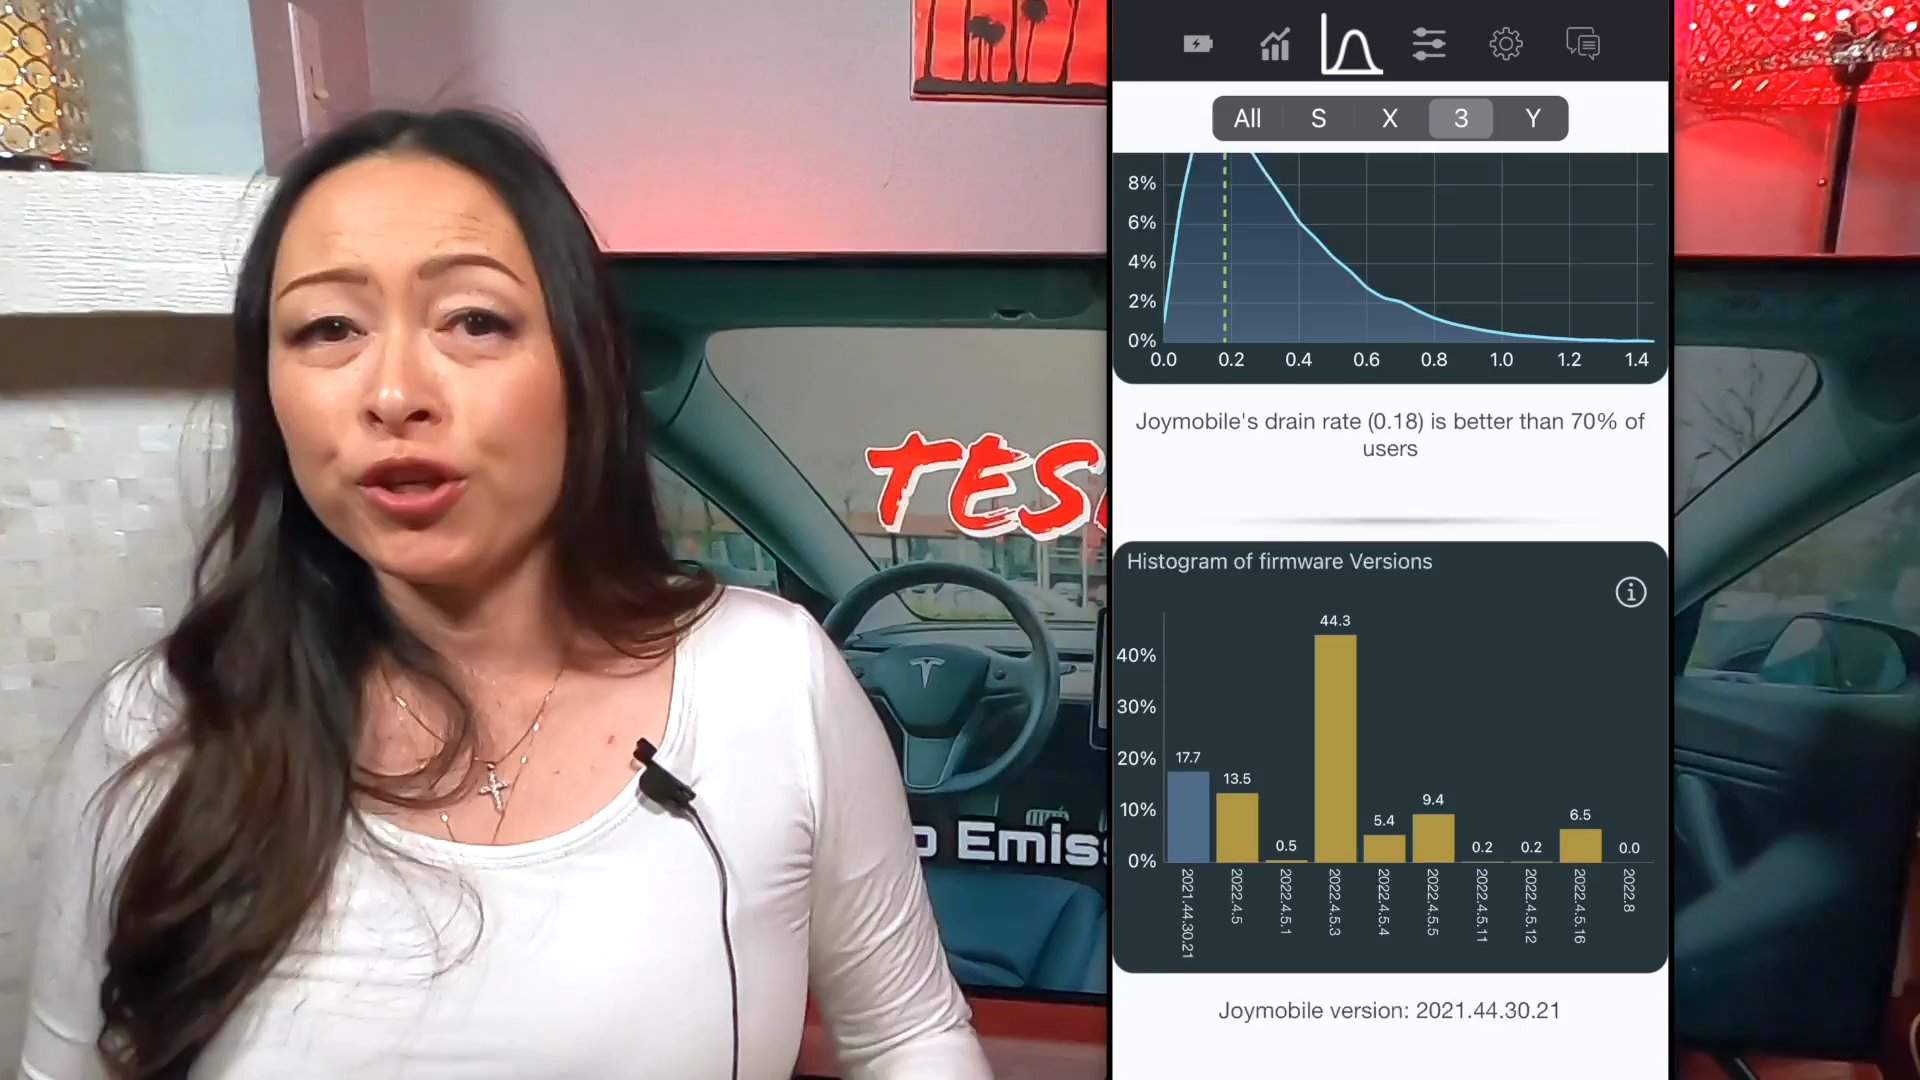 All S X 3 Y
8%
6%
4%
2%
0%
0.0 0.2 0.4 0.6 0.8 1.0 1.2 1.4
Joymobile's drain rate (0.18) is better than 70% of
users
Histogram of firmware Versions
40%
30%
20%
10%
0%
17.7 13.5 0.5 44.3 5.4 9.4 0.2 0.2 6.5 0.0
2021.44.30.21
2022.4.5
2022.4.5.1
2022.4.5.3
2022.4.5.4
2022.4.5.5
2022.4.5.11
2022.4.5.12
2022.4.5.16
2022.8
Joymobile version: 2021.44.30.21
TES
o Emis